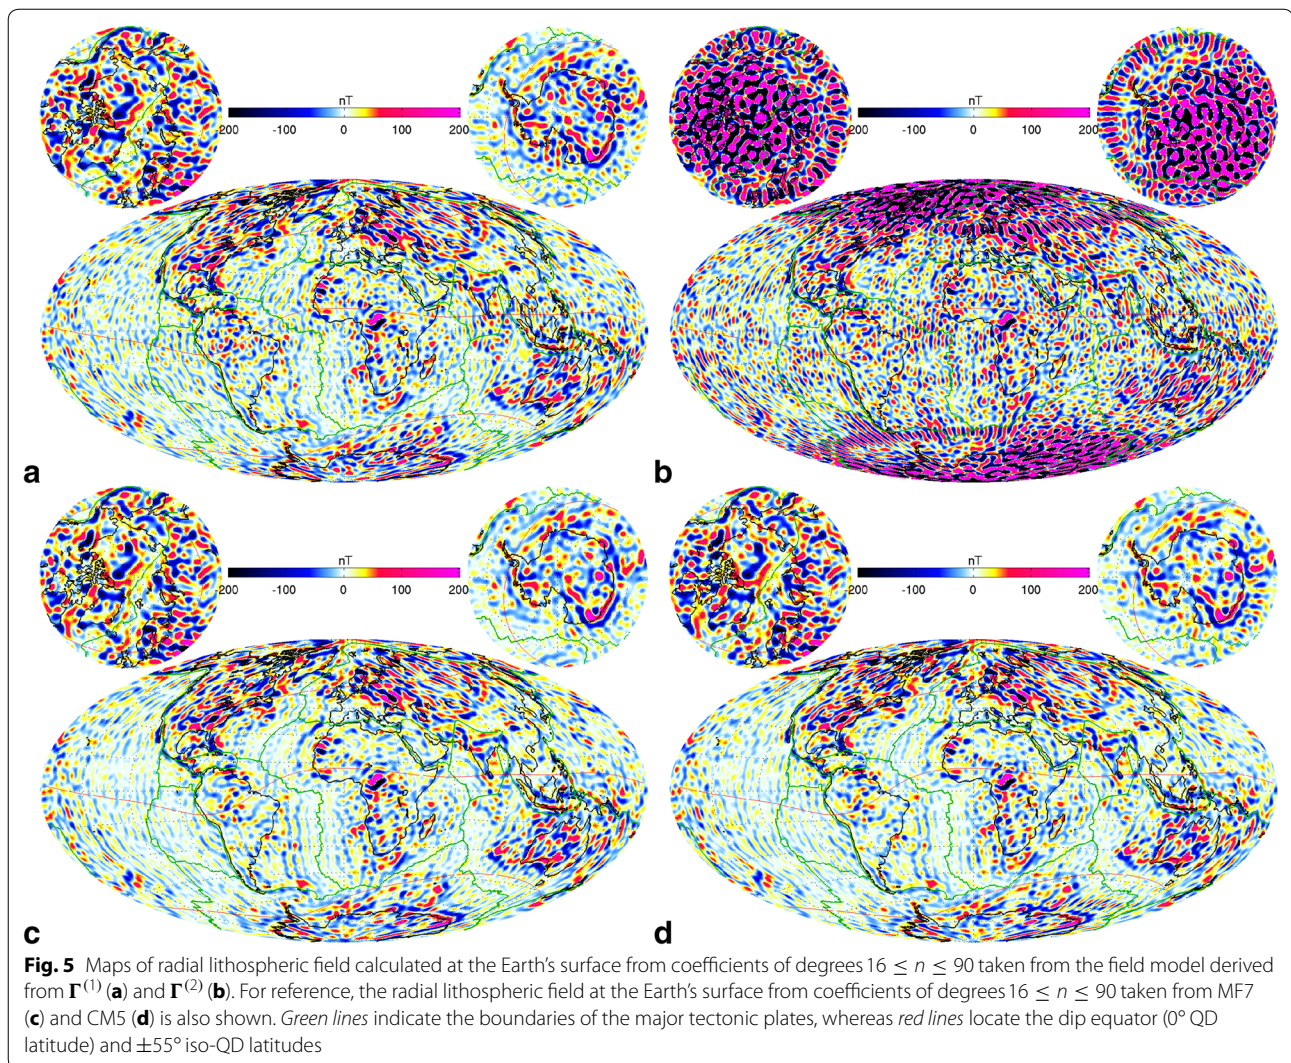 nT
200 -100 0 100 200
nT
200 -100 0 100 200
a
b
nT
200 -100 0 100 200
nT
200 -100 0 100 200
c
d
Fig. 5 Maps of radial lithospheric field calculated at the Earth's surface from coefficients of degrees 16 ≤ n ≤ 90 taken from the field model derived
from Γ(1) (a) and Γ(2) (b). For reference, the radial lithospheric field at the Earth's surface from coefficients of degrees 16 ≤ n ≤ 90 taken from MF7
(c) and CM5 (d) is also shown. Green lines indicate the boundaries of the major tectonic plates, whereas red lines locate the dip equator (0° QD
latitude) and ±55° iso-QD latitudes